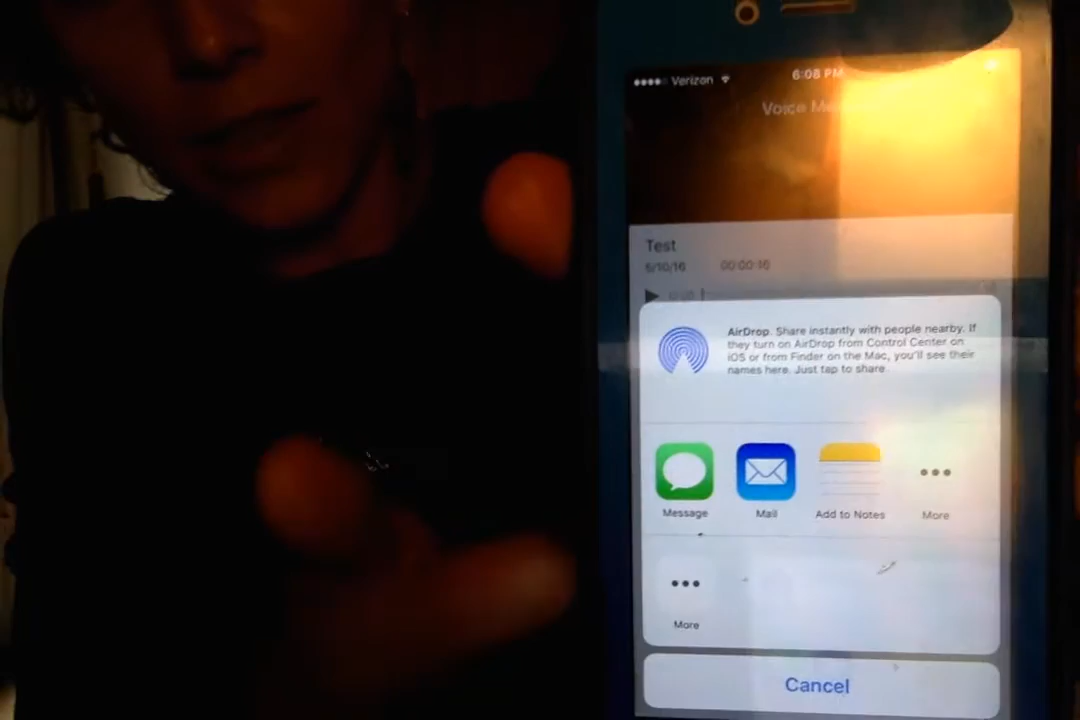 Verizon
6:08 PM
Voice
Test
6/10/16 00:00:16
AirDrop. Share instantly with people nearby. If
they turn on AirDrop from Control Center on
iOS or from Finder on the Mac, you'll see their
names here. Just tap to share.
Message
Mail
Add to Notes
More
More
Cancel